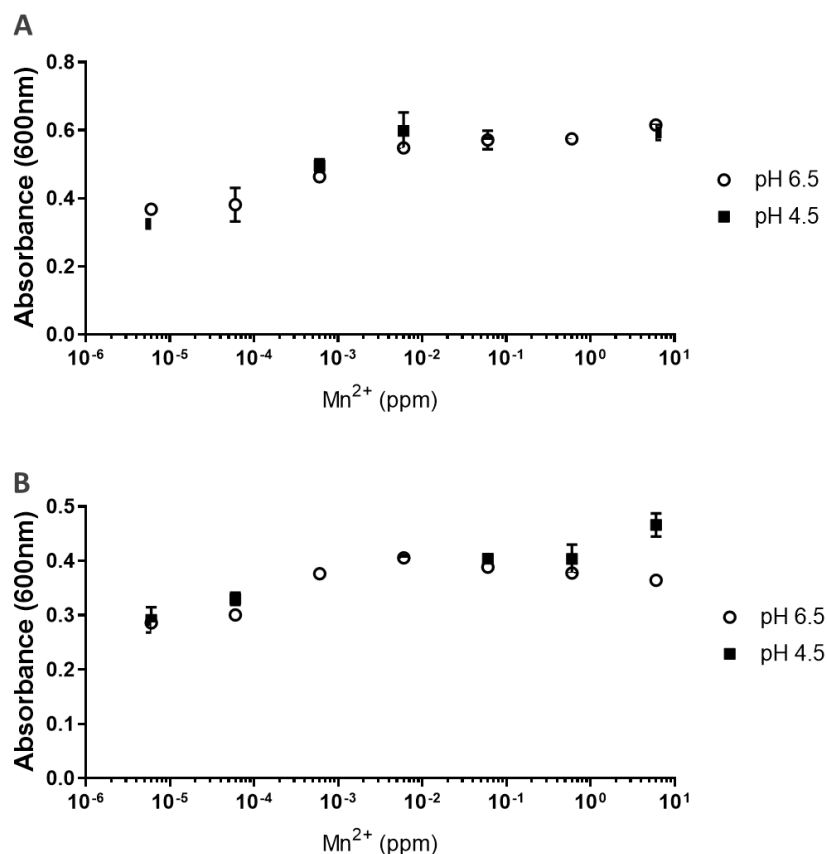 A
Absorbance (600nm)
0.8
0.6
0.4
0.2
0.0
10⁻⁶ 10⁻⁵ 10⁻⁴ 10⁻³ 10⁻² 10⁻¹ 10⁰ 10¹
Mn²⁺ (ppm)
pH 6.5
pH 4.5
B
Absorbance (600nm)
0.5
0.4
0.3
0.2
0.1
0.0
10⁻⁶ 10⁻⁵ 10⁻⁴ 10⁻³ 10⁻² 10⁻¹ 10⁰ 10¹
Mn²⁺ (ppm)
pH 6.5
pH 4.5